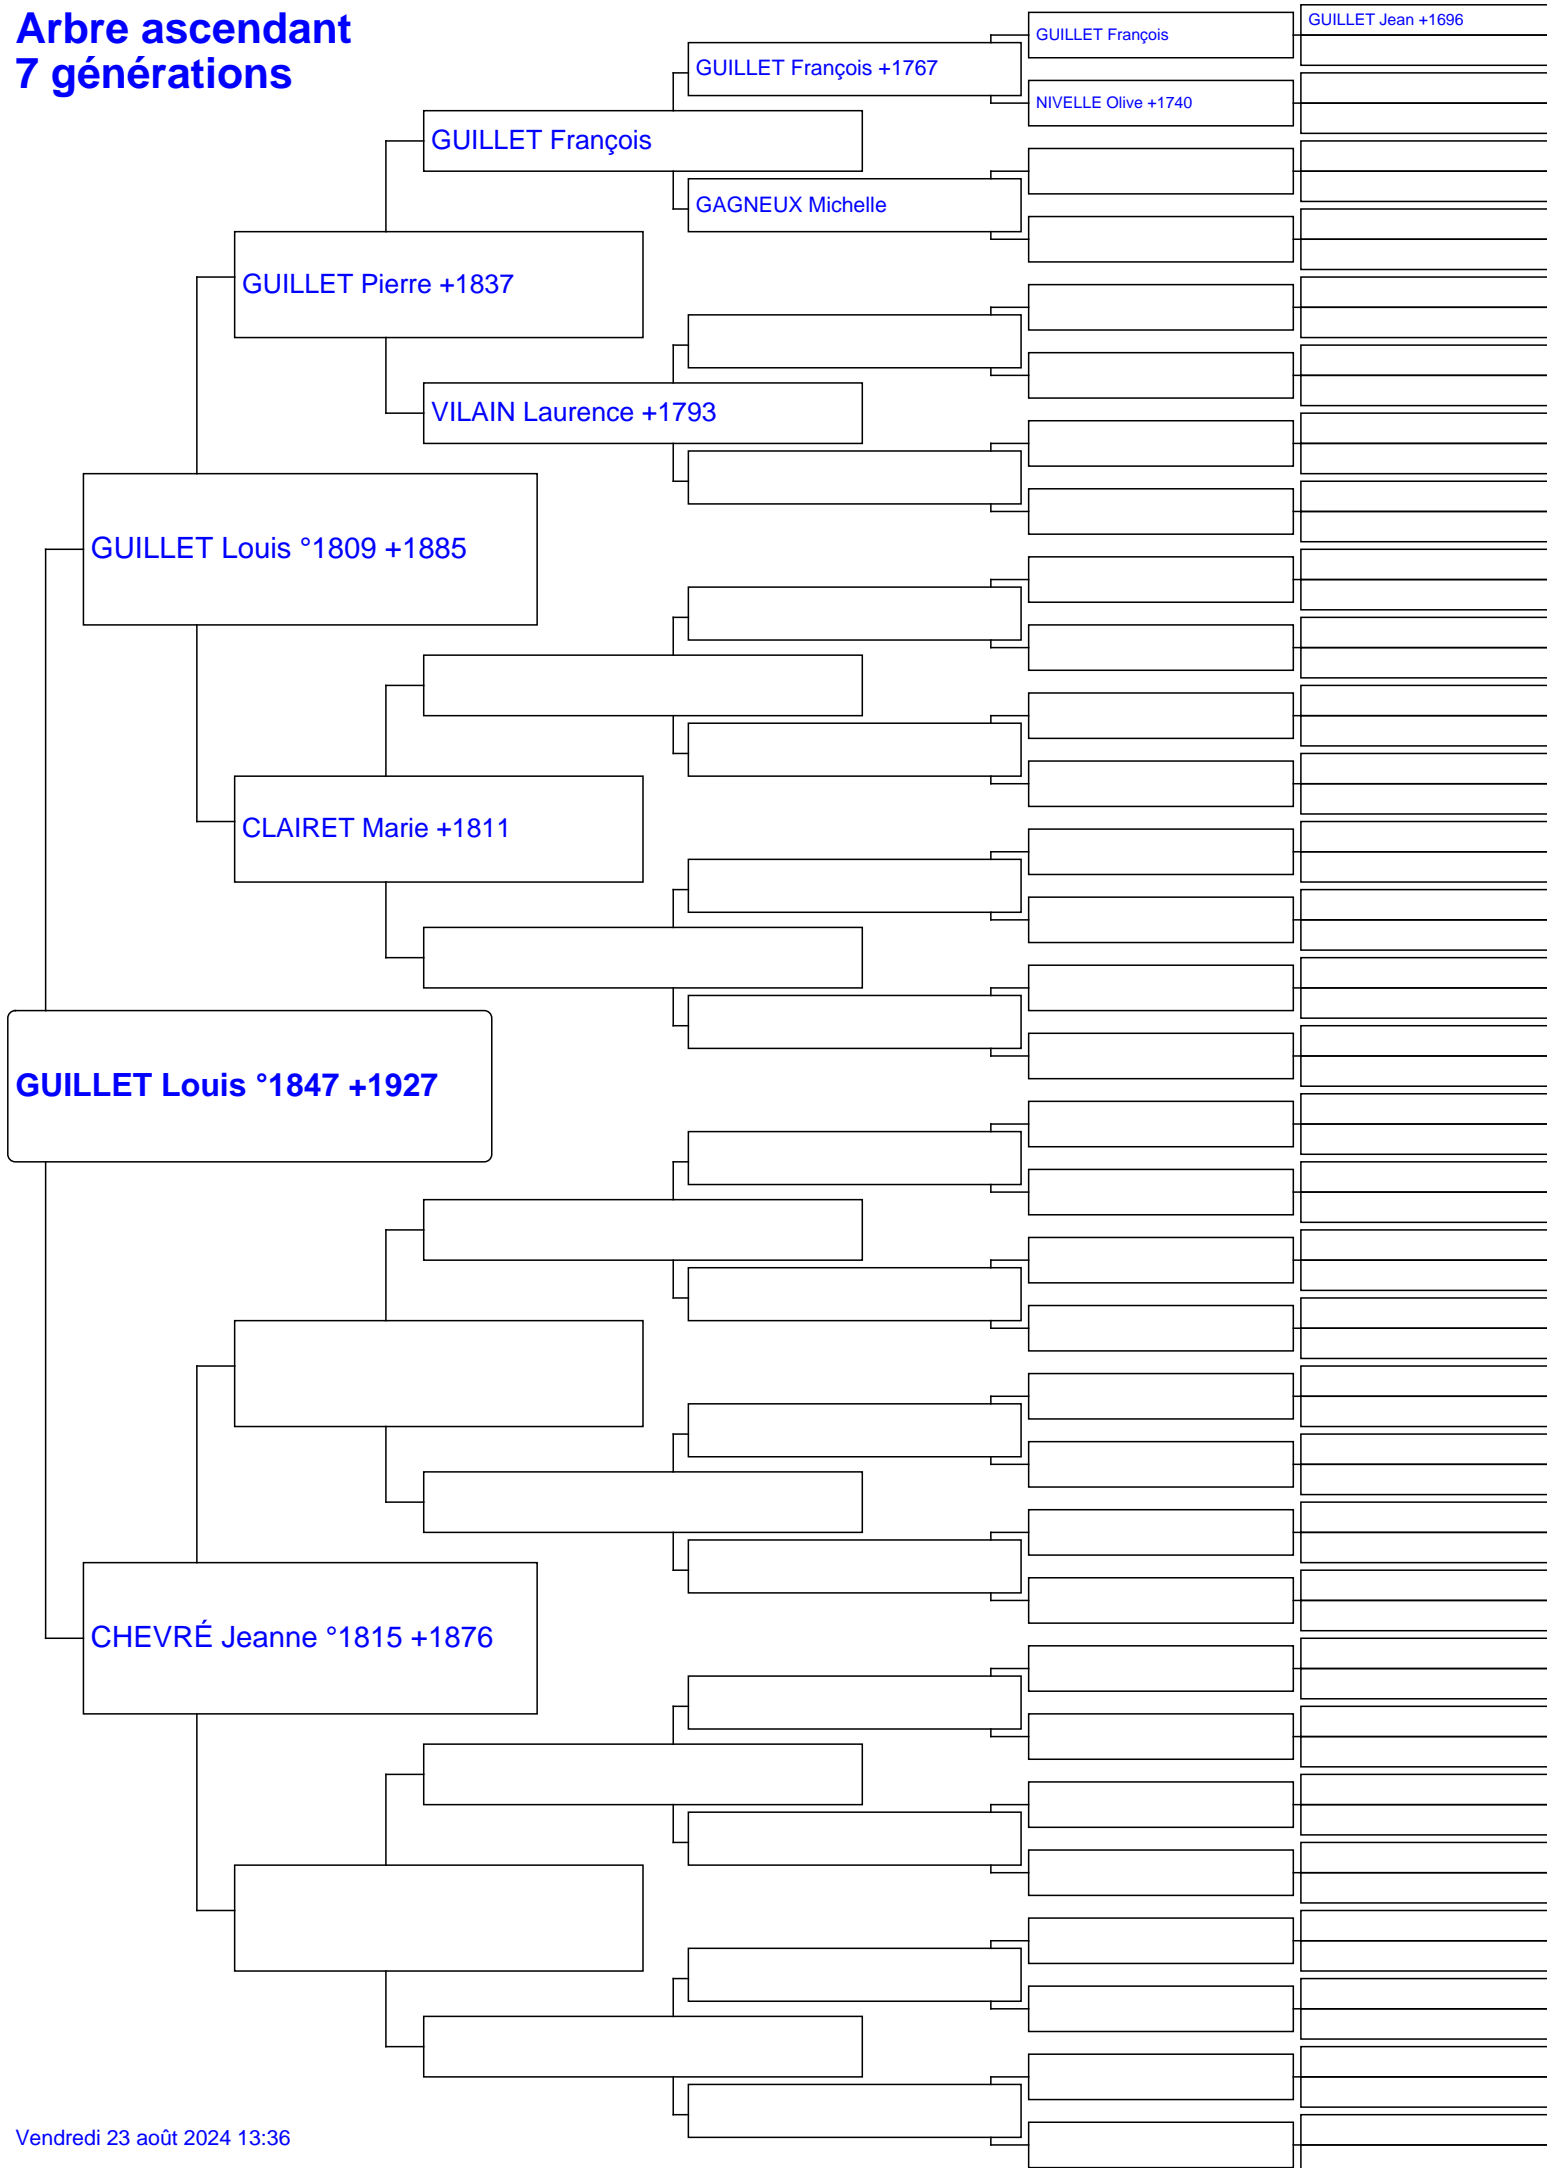 Arbre ascendant
7 générations
GUILLET Jean +1696
GUILLET François
GUILLET François +1767
NIVELLE Olive +1740
GUILLET François
GAGNEUX Michelle
GUILLET Pierre +1837
VILAIN Laurence +1793
GUILLET Louis °1809 +1885
CLAIRET Marie +1811
GUILLET Louis °1847 +1927
CHEVRÉ Jeanne °1815 +1876
Vendredi 23 août 2024 13:36